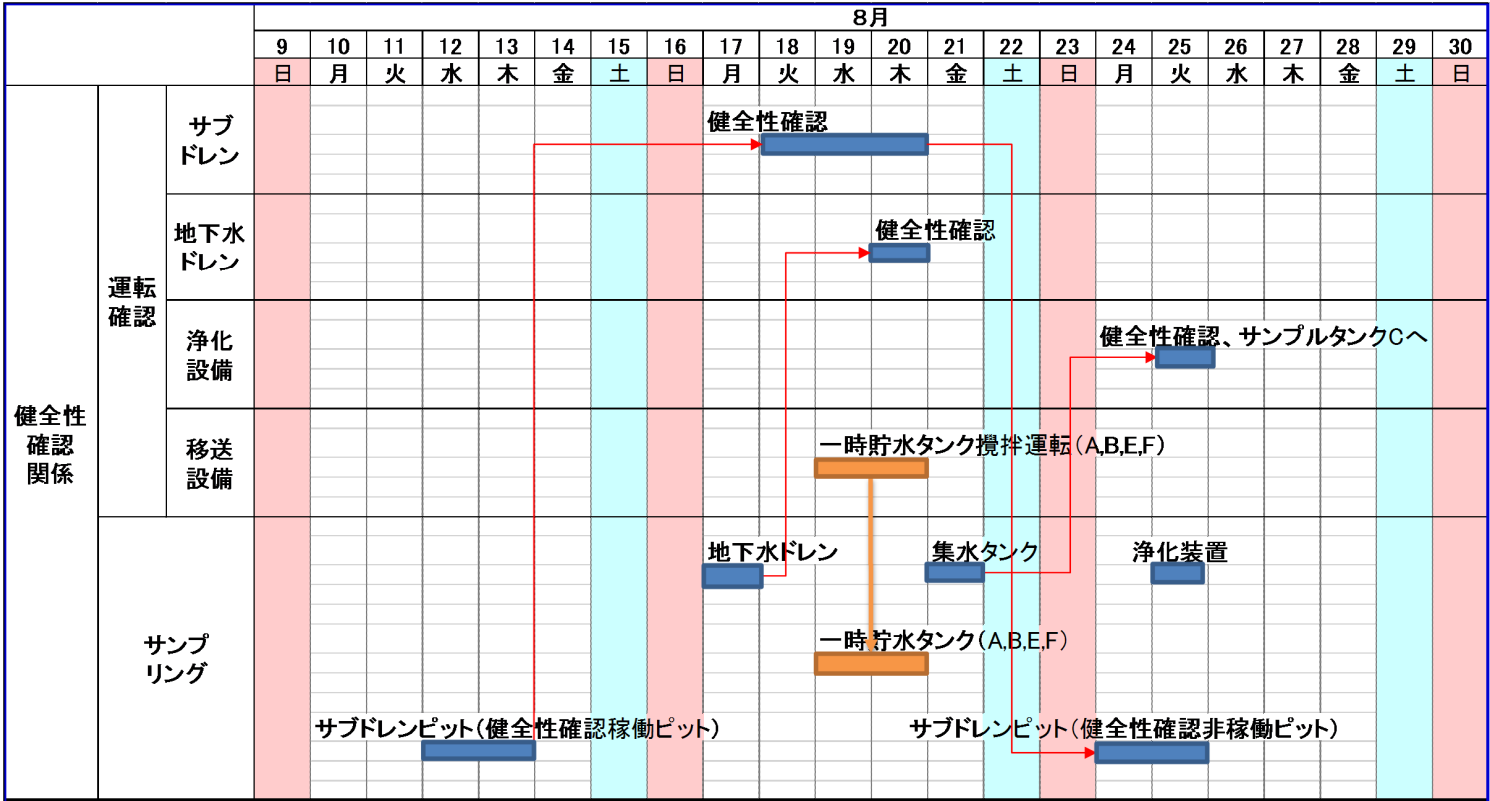 8月
9 10 11 12 13 14 15 16 17 18 19 20 21 22 23 24 25 26 27 28 29 30
日 月 火 水 木 金 土 日 月 火 水 木 金 土 日 月 火 水 木 金 土 日
健全性
確認
関係
運転
確認
サブ
ドレン
健全性確認
地下水
ドレン
健全性確認
浄化
設備
健全性確認、サンプルタンクCへ
移送
設備
一時貯水タンク攪拌運転(A,B,E,F)
サンプ
リング
地下水ドレン
集水タンク
浄化装置
一時貯水タンク(A,B,E,F)
サブドレンピット(健全性確認稼働ピット)
サブドレンピット(健全性確認非稼働ピット)